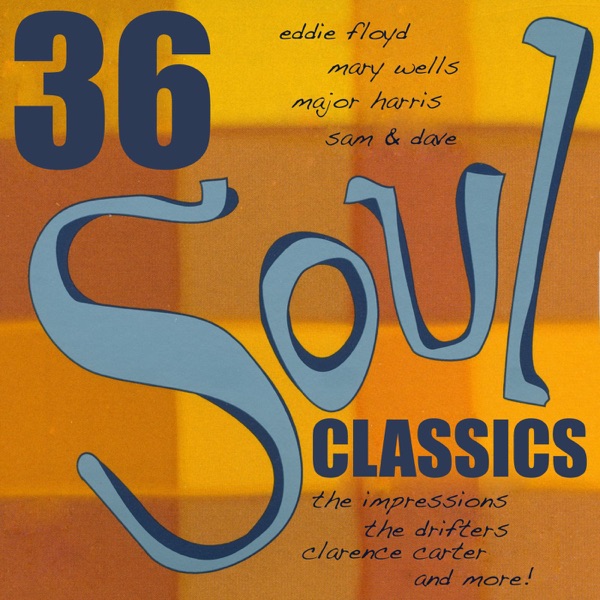 36
eddie floyd
mary wells
major harris
sam & dave
Soul
CLASSICS
the impressions
the drifters
clarence carter
and more!